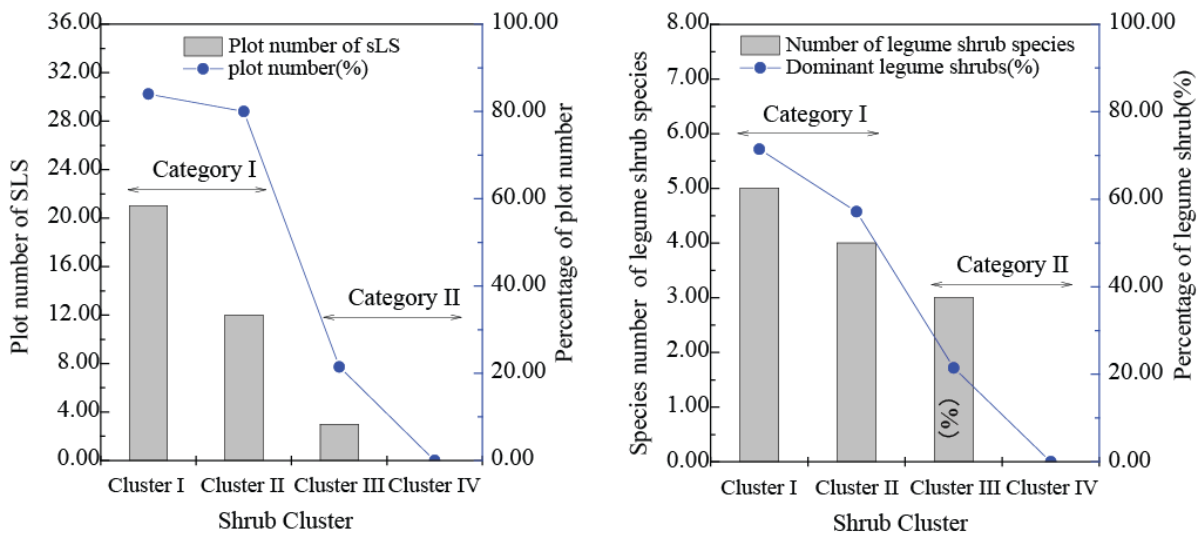 36.00
32.00
28.00
24.00
20.00
16.00
12.00
8.00
4.00
0.00
Plot number of SLS
Plot number of sLS
plot number(%)
Category I
Category II
100.00
80.00
60.00
40.00
20.00
0.00
Percentage of plot number
Cluster I Cluster II Cluster III Cluster IV
Shrub Cluster
8.00
7.00
6.00
5.00
4.00
3.00
2.00
1.00
0.00
Species number of legume shrub species
Number of legume shrub species
Dominant legume shrubs(%)
Category I
Category II
(%)
100.00
80.00
60.00
40.00
20.00
0.00
Percentage of legume shrub(%)
Cluster I Cluster II Cluster III Cluster IV
Shrub Cluster